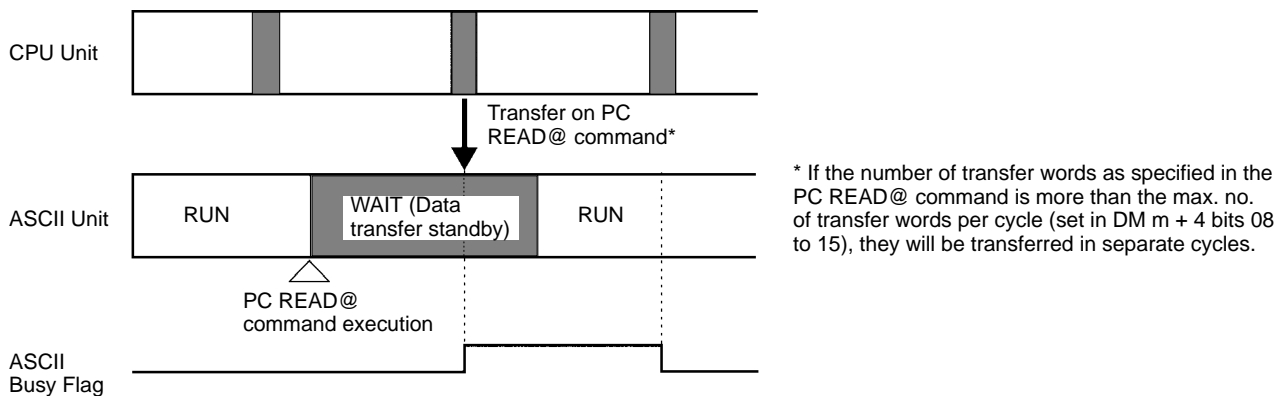 CPU Unit
Transfer on PC
READ@ command*
ASCII Unit
RUN
WAIT (Data
transfer standby)
RUN
* If the number of transfer words as specified in the
PC READ@ command is more than the max. no.
of transfer words per cycle (set in DM m + 4 bits 08
to 15), they will be transferred in separate cycles.
PC READ@
command execution
ASCII
Busy Flag